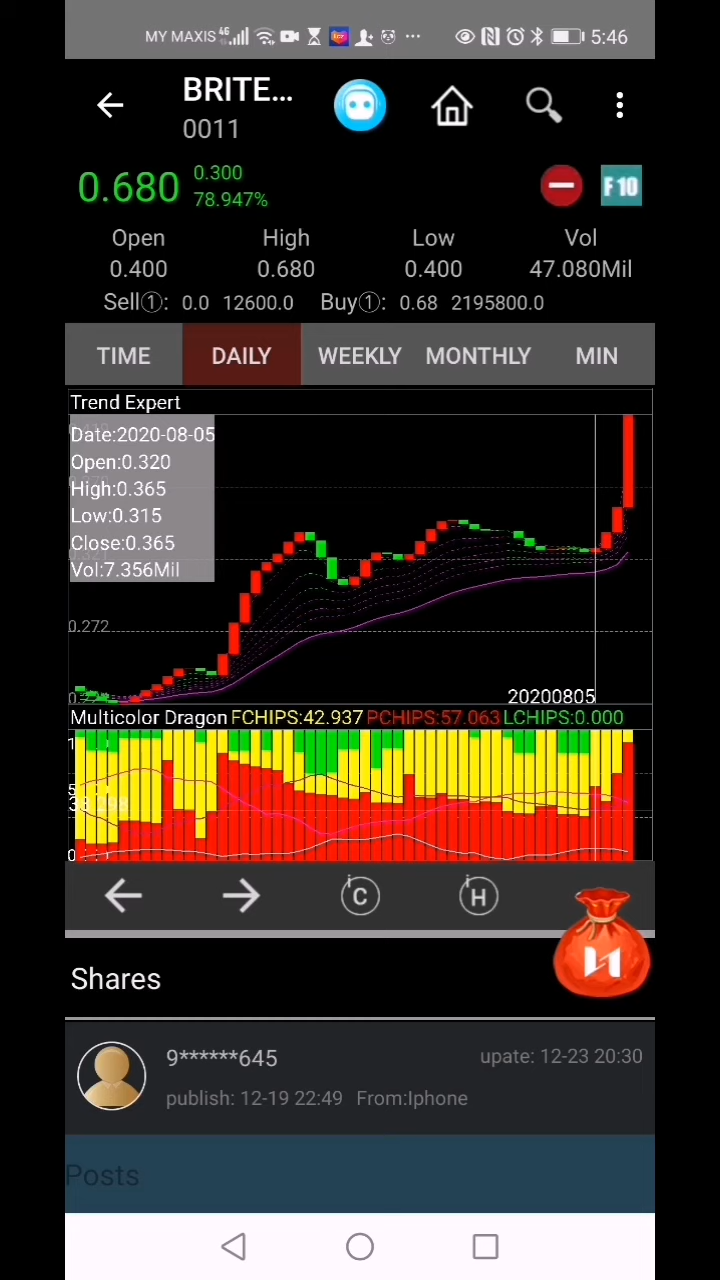 MY MAXIS 4G 5:46
BRITE...
0011
0.680 0.300
78.947%
F10
Open High Low Vol
0.400 0.680 0.400 47.080Mil
Sell①: 0.0 12600.0 Buy①: 0.68 2195800.0
TIME DAILY WEEKLY MONTHLY MIN
Trend Expert
Date:2020-08-05
Open:0.320
High:0.365
Low:0.315
Close:0.365
Vol:7.356Mil
0.272
20200805
Multicolor Dragon FCHIPS:42.937 PCHIPS:57.063 LCHIPS:0.000
C H
Shares
9******645 upate: 12-23 20:30
publish: 12-19 22:49 From:Iphone
Posts